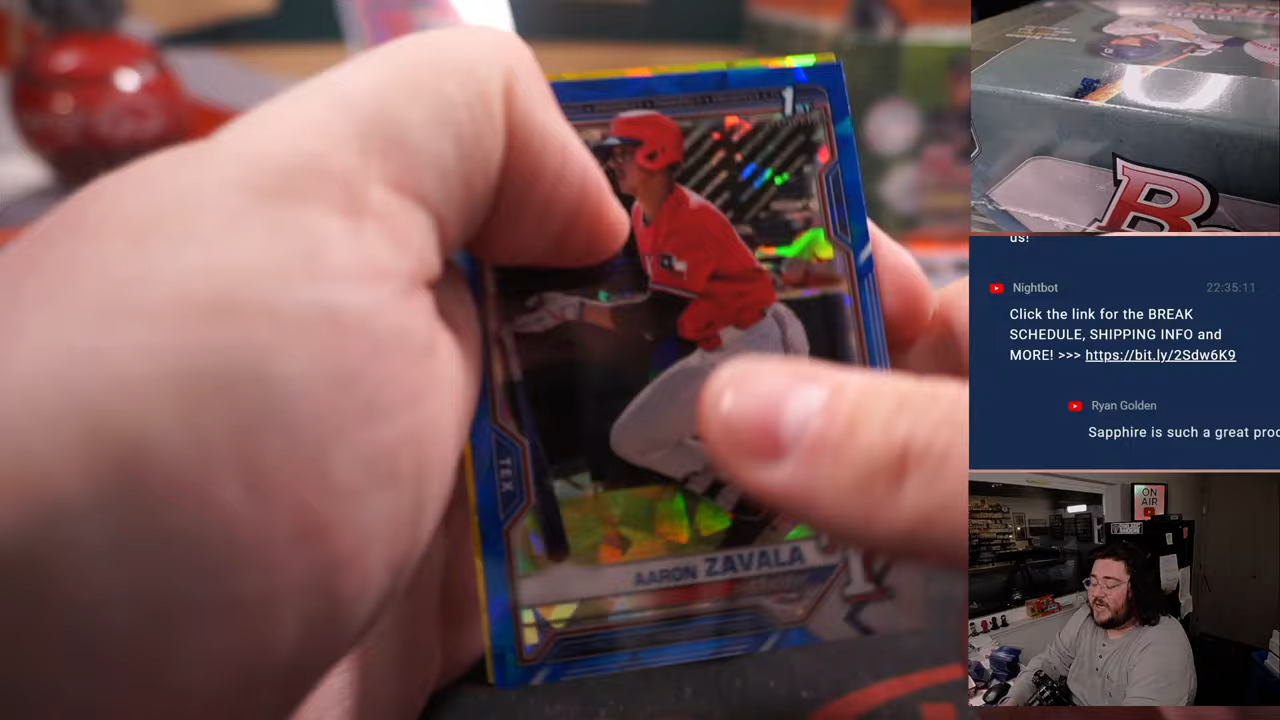 1ST
TEX
AARON ZAVALA
B
us!
Nightbot
22:35:11
Click the link for the BREAK
SCHEDULE, SHIPPING INFO and
MORE! >>> https://bit.ly/2Sdw6K9
Ryan Golden
Sapphire is such a great proc
ON
AIR